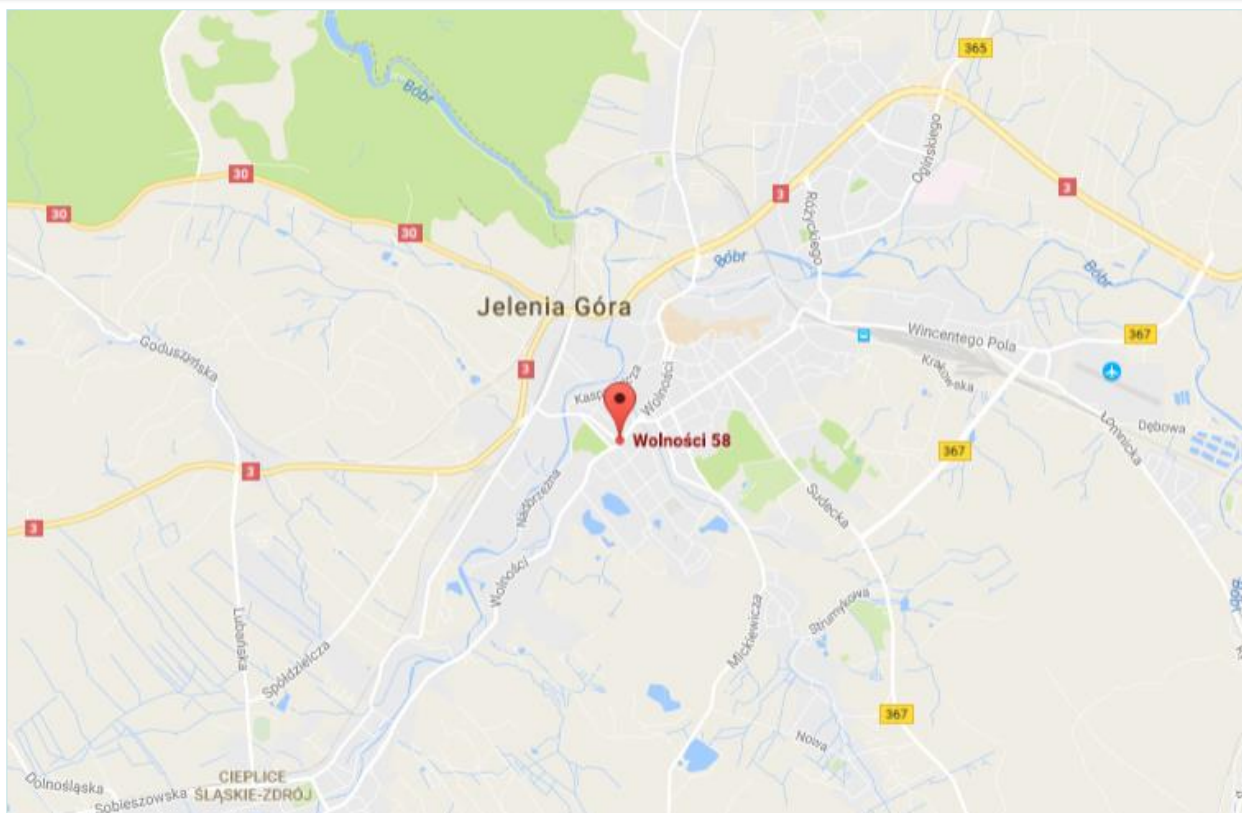 365
Bóbr
Ogińskiego
30
3
3
30
Różyckiego
30
Bóbr
Bóbr
Jelenia Góra
Wincentego Pola
367
Goduszyńska
3
Krakowska
Wolności
Dębowa
Łomnicka
Wolności 58
367
3
Nadbrzeżna
Sudecka
3
Wolności
Bóbr
Strumykowa
Mickiewicza
Lubańska
Spółdzielcza
367
Nowa
Dolnośląska
CIEPLICE
ŚLĄSKIE-ZDRÓJ
Sobieszowska